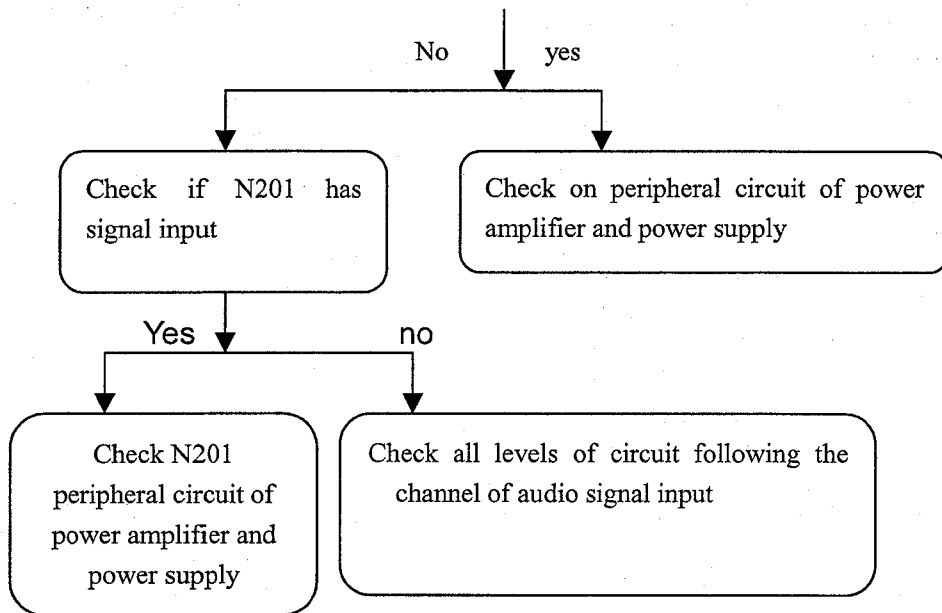 No yes
Check if N201 has
signal input
Check on peripheral circuit of power
amplifier and power supply
Yes no
Check N201
peripheral circuit of
power amplifier and
power supply
Check all levels of circuit following the
channel of audio signal input